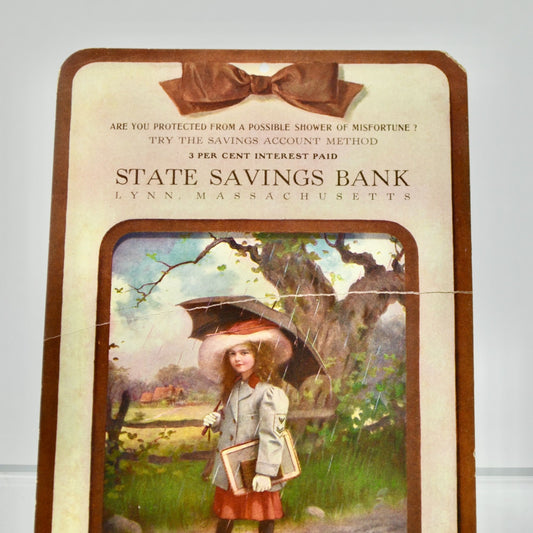 ARE YOU PROTECTED FROM A POSSIBLE SHOWER OF MISFORTUNE ?
TRY THE SAVINGS ACCOUNT METHOD
3 PER CENT INTEREST PAID
STATE SAVINGS BANK
LYNN, MASSACHUSETTS